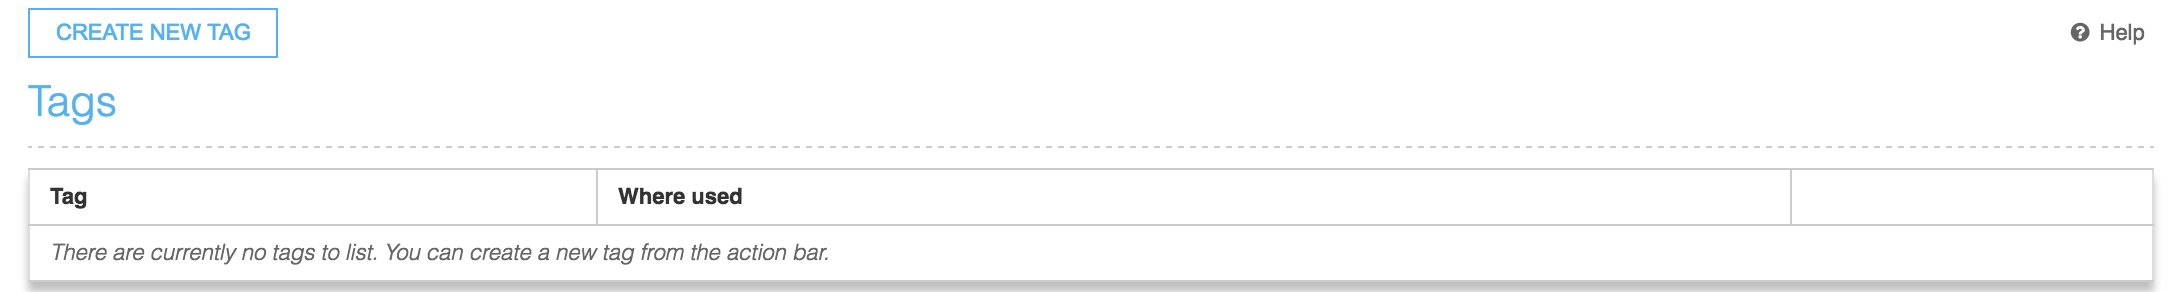 CREATE NEW TAG
Help
Tags
Tag
Where used
There are currently no tags to list. You can create a new tag from the action bar.